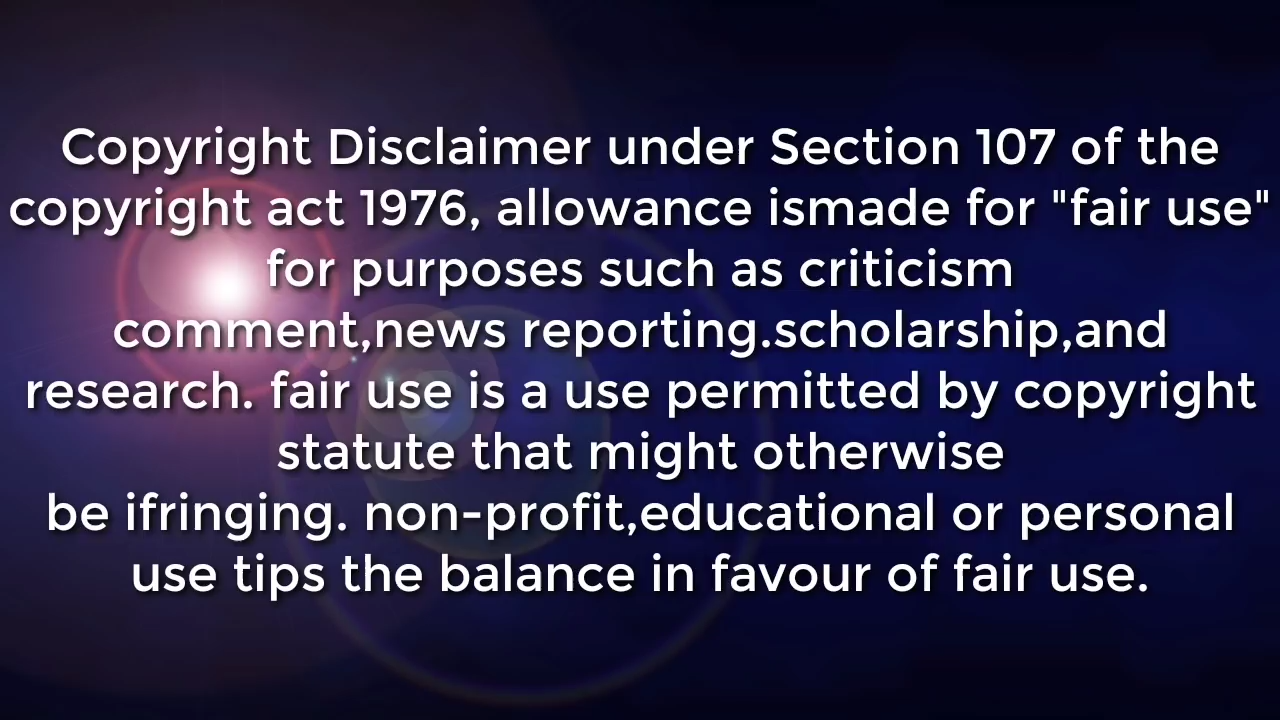 Copyright Disclaimer under Section 107 of the
copyright act 1976, allowance ismade for "fair use"
for purposes such as criticism
comment,news reporting.scholarship,and
research. fair use is a use permitted by copyright
statute that might otherwise
be ifringing. non-profit,educational or personal
use tips the balance in favour of fair use.